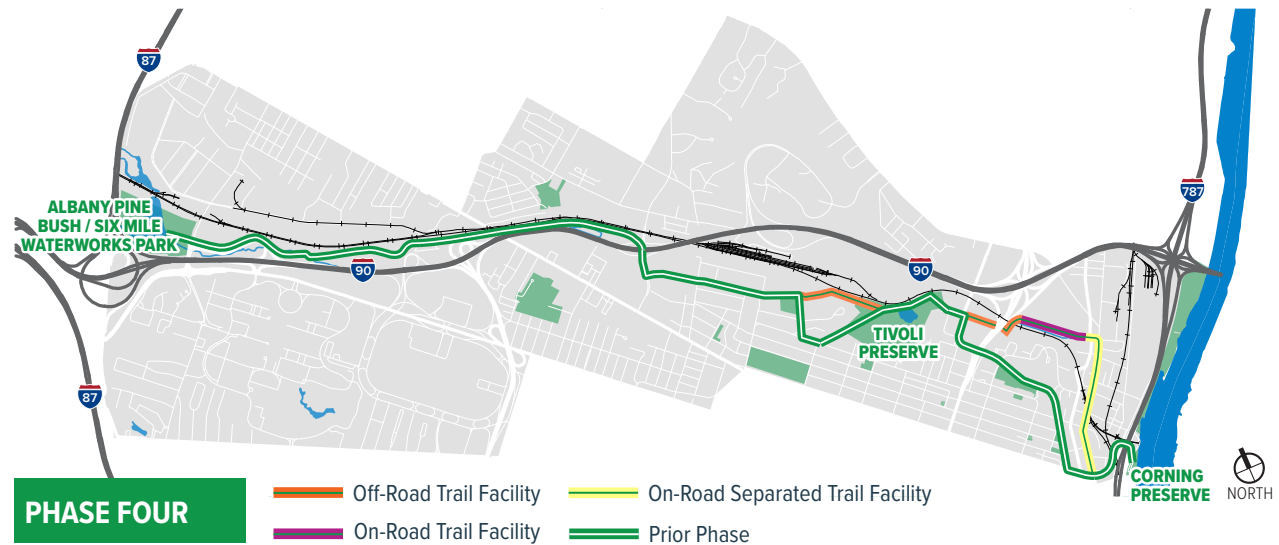 87
787
ALBANY PINE
BUSH / SIX MILE
WATERWORKS PARK
90
90
TIVOLI
PRESERVE
87
CORNING
PRESERVE
NORTH
PHASE FOUR
Off-Road Trail Facility
On-Road Separated Trail Facility
On-Road Trail Facility
Prior Phase